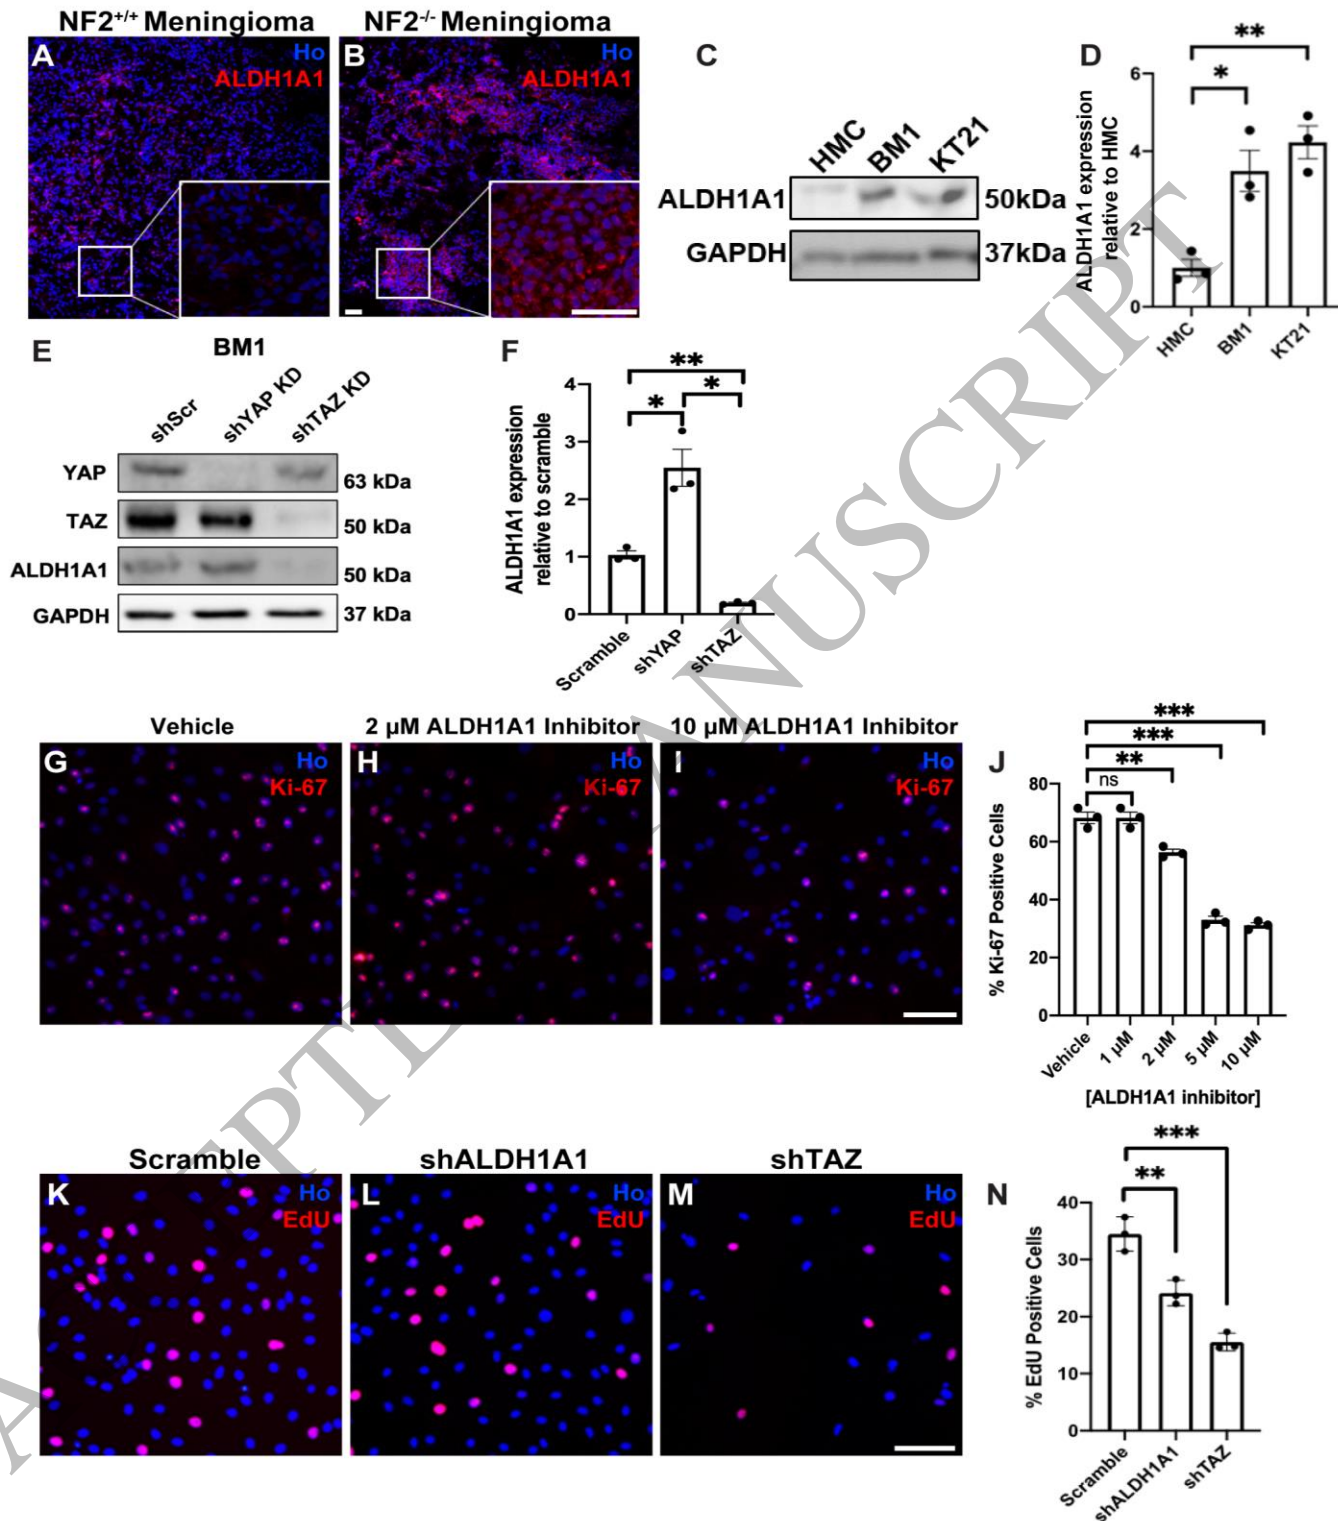 NF2+/+ Meningioma
NF2-/- Meningioma
A
Ho
ALDH1A1
B
Ho
ALDH1A1
C
HMC
BM1
KT21
ALDH1A1
50kDa
GAPDH
37kDa
D
**
*
ALDH1A1 expression
relative to HMC
6
4
2
0
HMC
BM1
KT21
E
BM1
shScr
shYAP KD
shTAZ KD
YAP
63 kDa
TAZ
50 kDa
ALDH1A1
50 kDa
GAPDH
37 kDa
F
**
*
*
ALDH1A1 expression
relative to scramble
4
3
2
1
0
Scramble
shYAP
shTAZ
Vehicle
2 µM ALDH1A1 Inhibitor
10 µM ALDH1A1 Inhibitor
G
Ho
Ki-67
H
Ho
Ki-67
I
Ho
Ki-67
J
***
***
**
ns
% Ki-67 Positive Cells
80
60
40
20
0
Vehicle
1 µM
2 µM
5 µM
10 µM
[ALDH1A1 inhibitor]
Scramble
shALDH1A1
shTAZ
K
Ho
EdU
L
Ho
EdU
M
Ho
EdU
N
***
**
% EdU Positive Cells
40
30
20
10
0
Scramble
shALDH1A1
shTAZ
ACCEPTED MANUSCRIPT